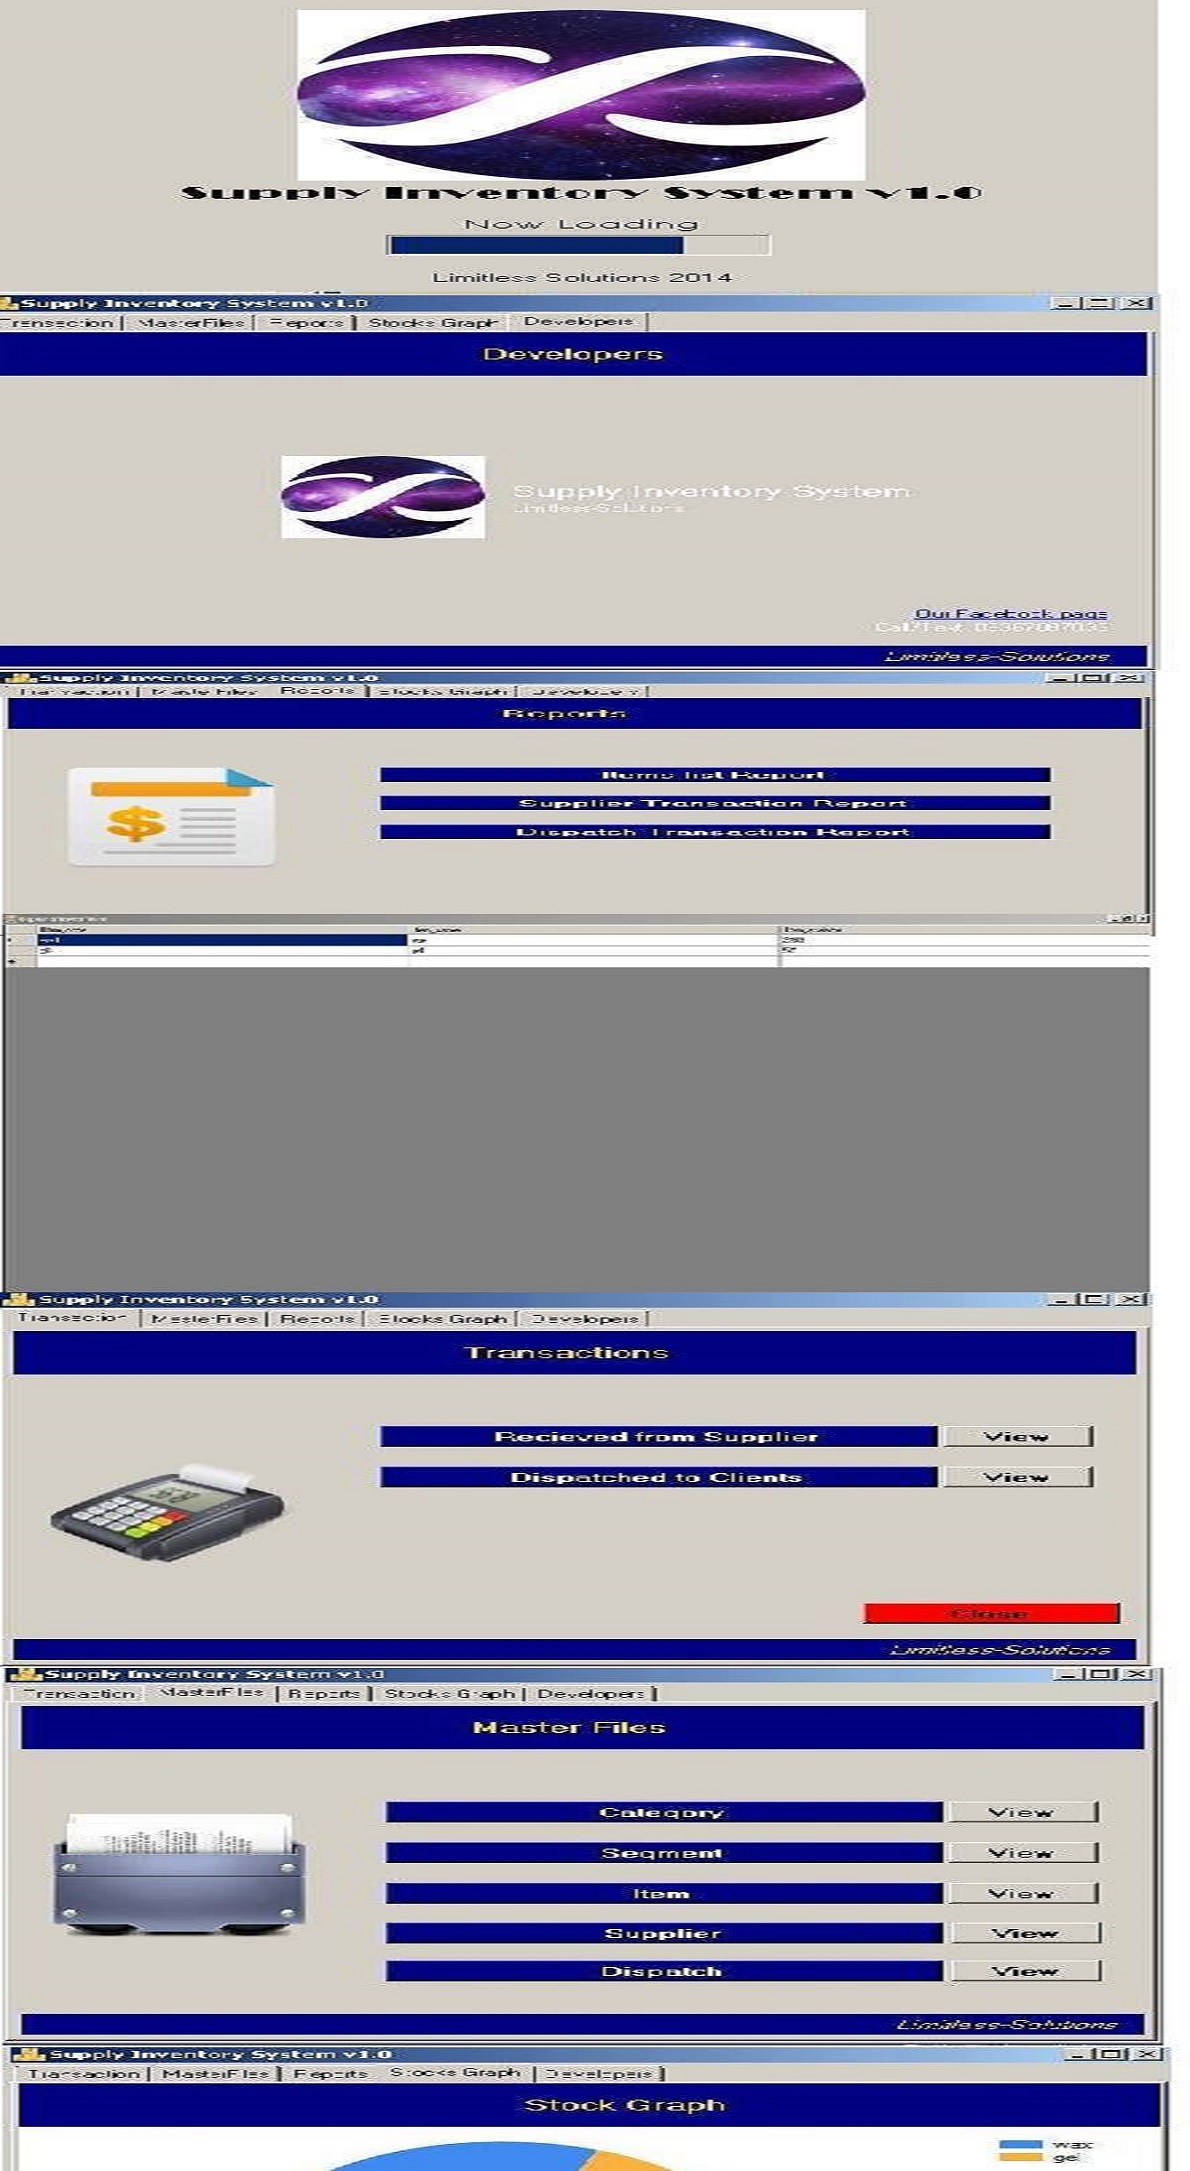 Supply Inventory System v1.0
Now Loading
Limitless Solutions 2014
Supply Inventory System v1.0
Transaction MasterFiles Reports Stocks Graph Developers
Developers
Supply Inventory System
Limitless-Solutions
Our Facebook page
Call/Text
Limitless-Solutions
Supply Inventory System v1.0
Transaction MasterFiles Reports Stocks Graph Developers
Reports
Items list Report
Supplier Transaction Report
Dispatch Transaction Report
Supply Inventory System v1.0
Transaction MasterFiles Reports Stocks Graph Developers
Transactions
Recieved from Supplier View
Dispatched to Clients View
Close
Limitless-Solutions
Supply Inventory System v1.0
Transaction MasterFiles Reports Stocks Graph Developers
Master Files
Category View
Segment View
Item View
Supplier View
Dispatch View
Limitless-Solutions
Supply Inventory System v1.0
Transaction MasterFiles Reports Stocks Graph Developers
Stock Graph
wax
gel